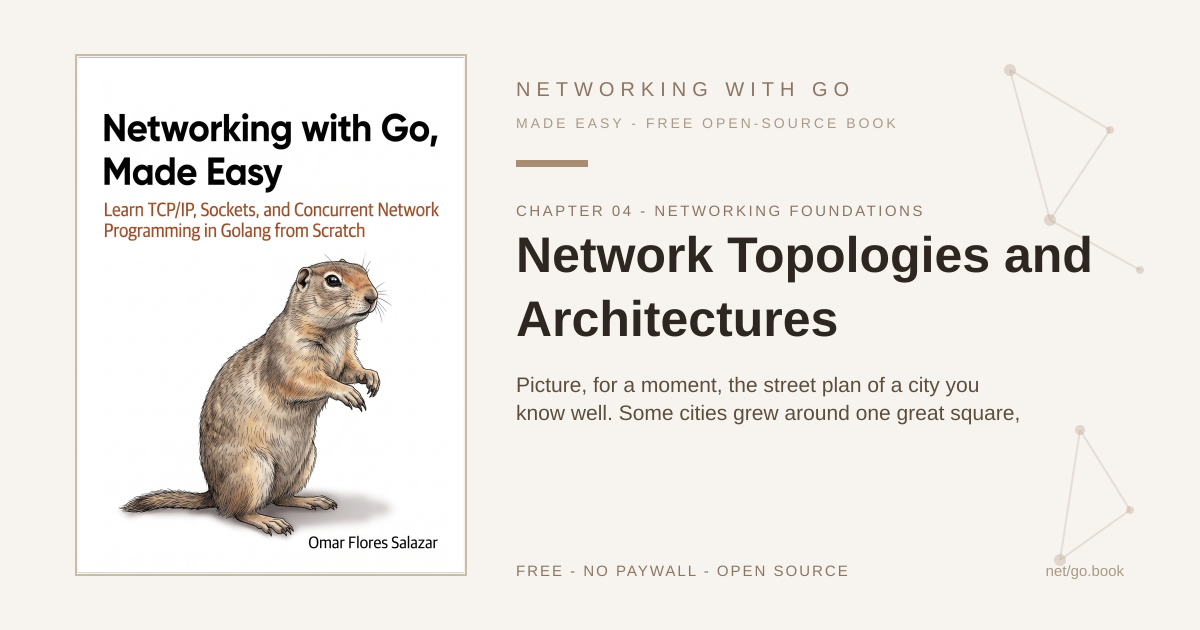 Networking with Go,
Made Easy
Learn TCP/IP, Sockets, and Concurrent Network
Programming in Golang from Scratch
Omar Flores Salazar
NETWORKING WITH GO
MADE EASY - FREE OPEN-SOURCE BOOK
CHAPTER 04 - NETWORKING FOUNDATIONS
Network Topologies and
Architectures
Picture, for a moment, the street plan of a city you
know well. Some cities grew around one great square,
FREE - NO PAYWALL - OPEN SOURCE
net/go.book